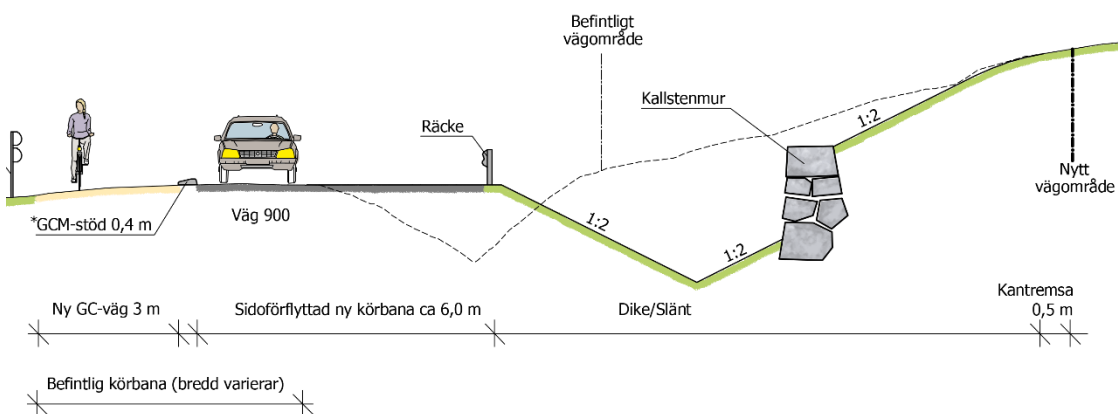 Befintligt
vägområde
Kallstenmur
Räcke
1:2
Nytt
vägområde
*GCM-stöd 0,4 m
Väg 900
1:2
1:2
Ny GC-väg 3 m
Sidoförflyttad ny körbana ca 6,0 m
Dike/Slänt
Kantremsa
0,5 m
Befintlig körbana (bredd varierar)